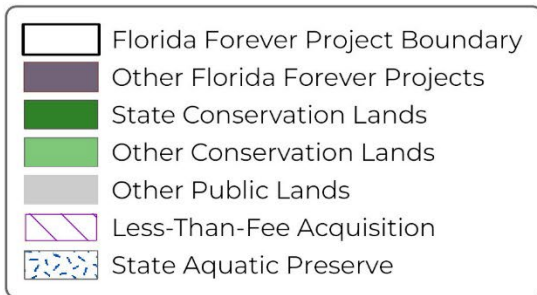 Florida Forever Project Boundary
Other Florida Forever Projects
State Conservation Lands
Other Conservation Lands
Other Public Lands
Less-Than-Fee Acquisition
State Aquatic Preserve